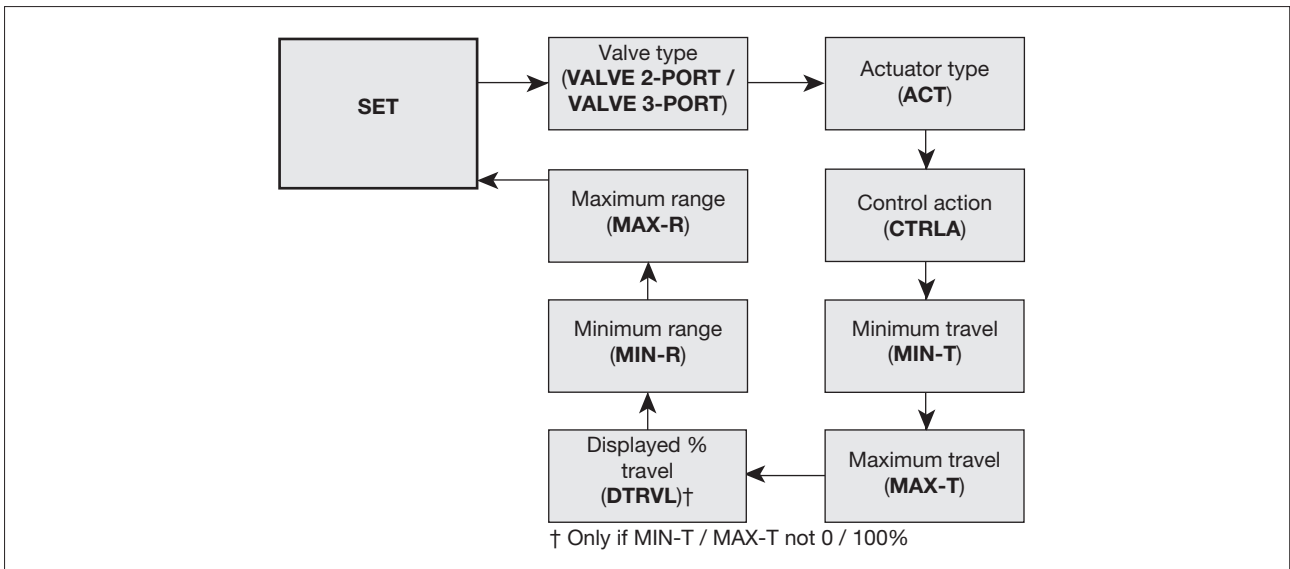 SET
Valve type
(VALVE 2-PORT /
VALVE 3-PORT)
Actuator type
(ACT)
Control action
(CTRLA)
Minimum travel
(MIN-T)
Maximum travel
(MAX-T)
Displayed %
travel
(DTRVL)†
Minimum range
(MIN-R)
Maximum range
(MAX-R)
† Only if MIN-T / MAX-T not 0 / 100%